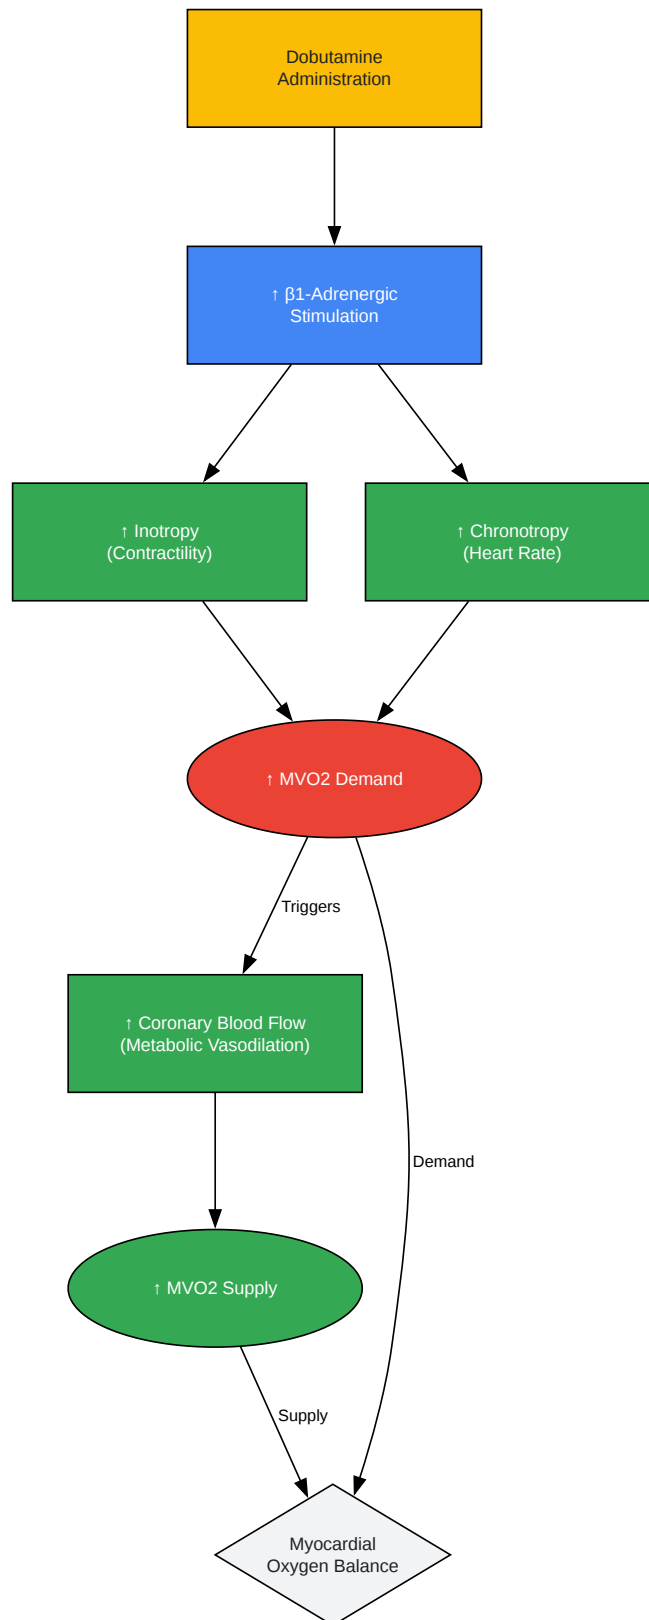 Dobutamine
Administration
↑ β1-Adrenergic
Stimulation
↑ Inotropy
(Contractility)
↑ Chronotropy
(Heart Rate)
↑ MVO2 Demand
Triggers
↑ Coronary Blood Flow
(Metabolic Vasodilation)
Demand
↑ MVO2 Supply
Supply
Myocardial
Oxygen Balance